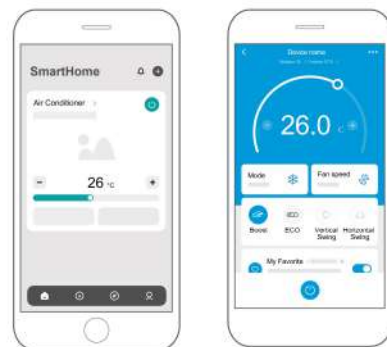 SmartHome
Air Conditioner >
- 26 °C +
Device name
26.0 °C
Mode
Fan speed
Boost
ECO
Vertical Swing
Horizontal Swing
My Favorite